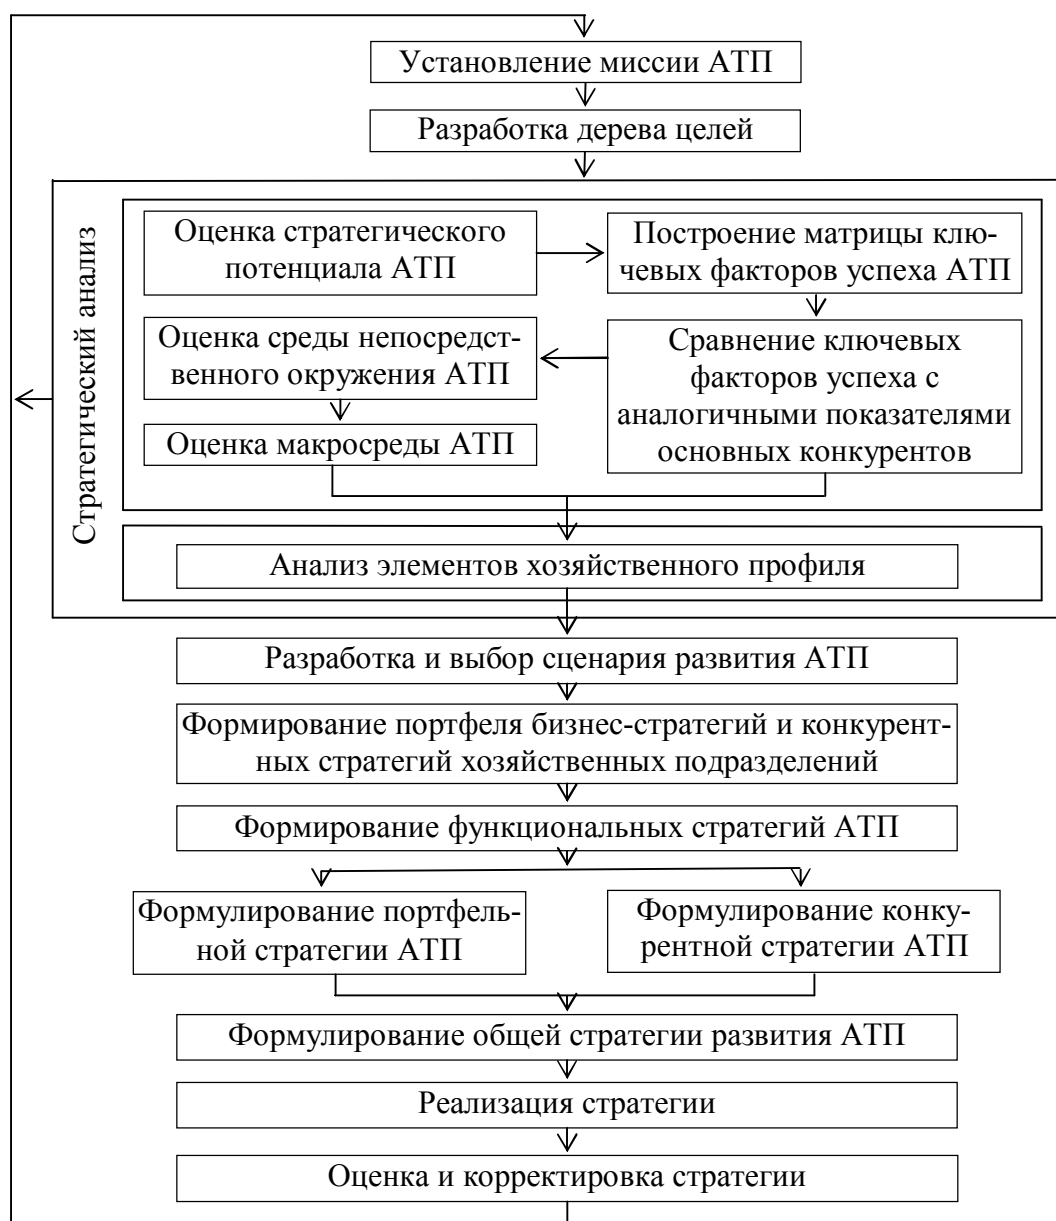 Установление миссии АТП
Разработка дерева целей
Стратегический анализ
Оценка стратегического
потенциала АТП
Построение матрицы клю-
чевых факторов успеха АТП
Оценка среды непосредст-
венного окружения АТП
Сравнение ключевых
факторов успеха с
аналогичными показателями
основных конкурентов
Оценка макросреды АТП
Анализ элементов хозяйственного профиля
Разработка и выбор сценария развития АТП
Формирование портфеля бизнес-стратегий и конкурент-
ных стратегий хозяйственных подразделений
Формирование функциональных стратегий АТП
Формулирование портфель-
ной стратегии АТП
Формулирование конку-
рентной стратегии АТП
Формулирование общей стратегии развития АТП
Реализация стратегии
Оценка и корректировка стратегии